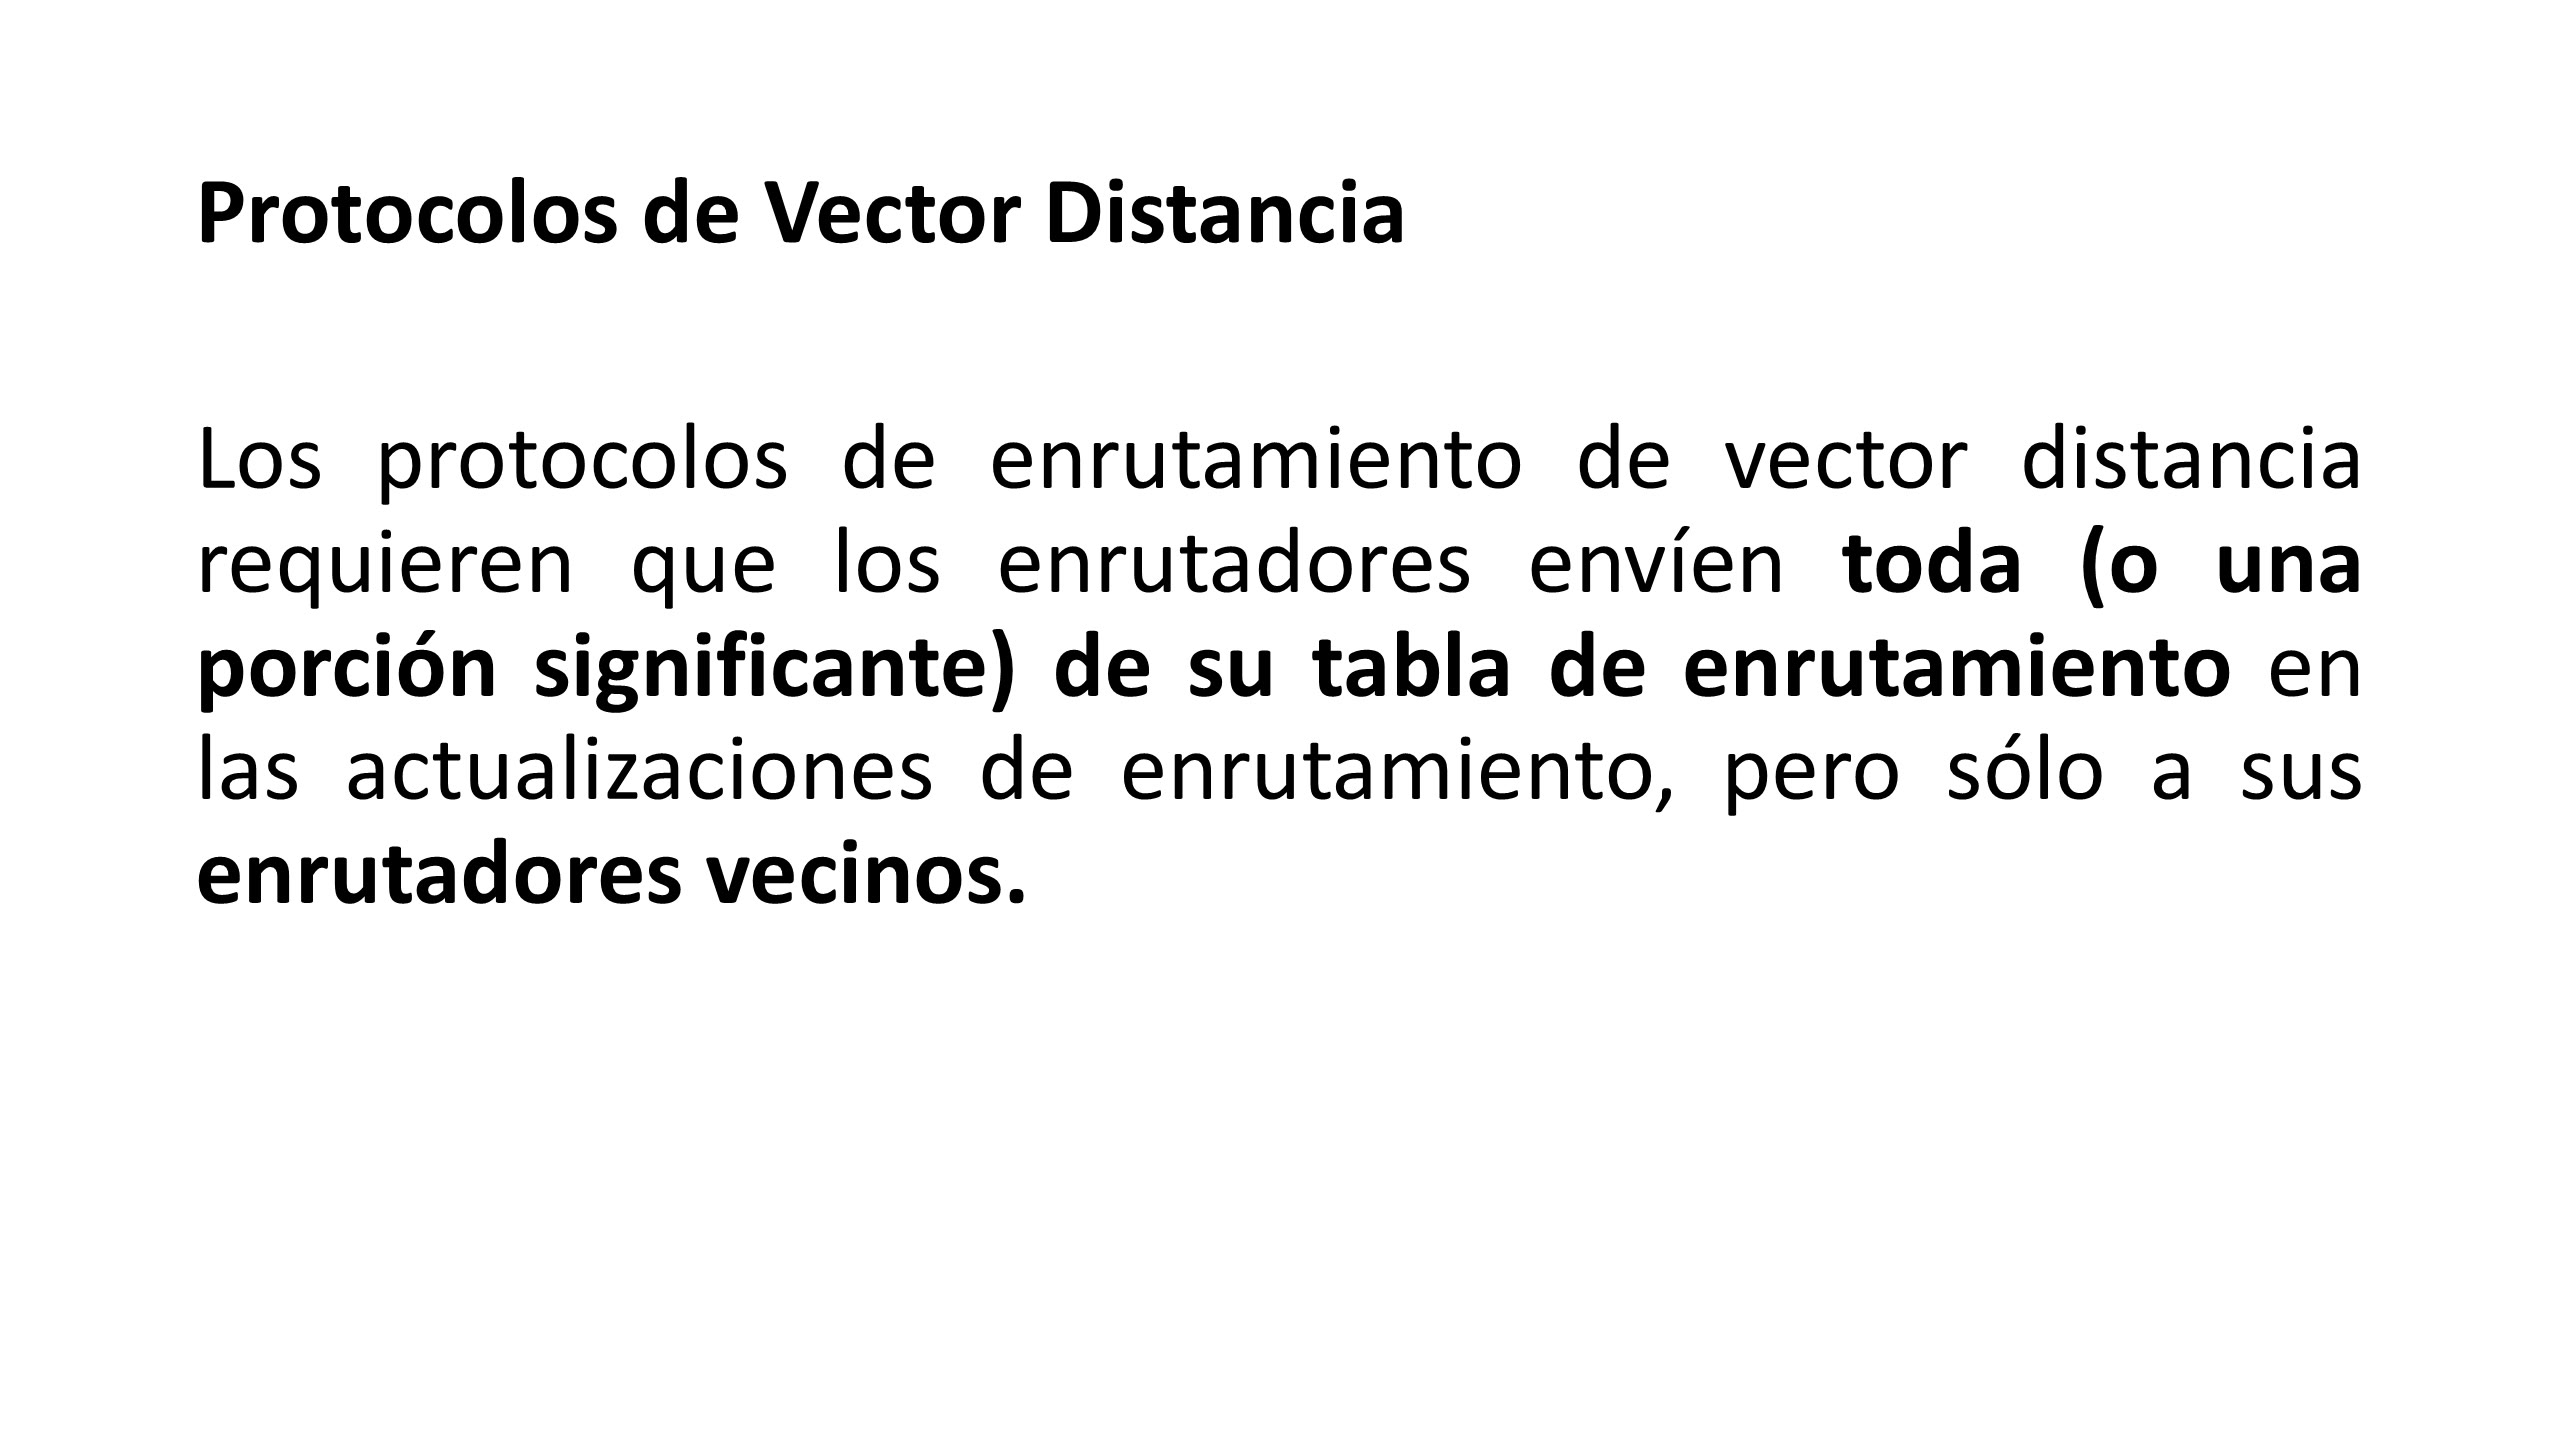 Protocolos de Vector Distancia
Los protocolos de enrutamiento de vector distancia
requieren que los enrutadores envíen toda (o una
porción significante) de su tabla de enrutamiento en
las actualizaciones de enrutamiento, pero sólo a sus
enrutadores vecinos.